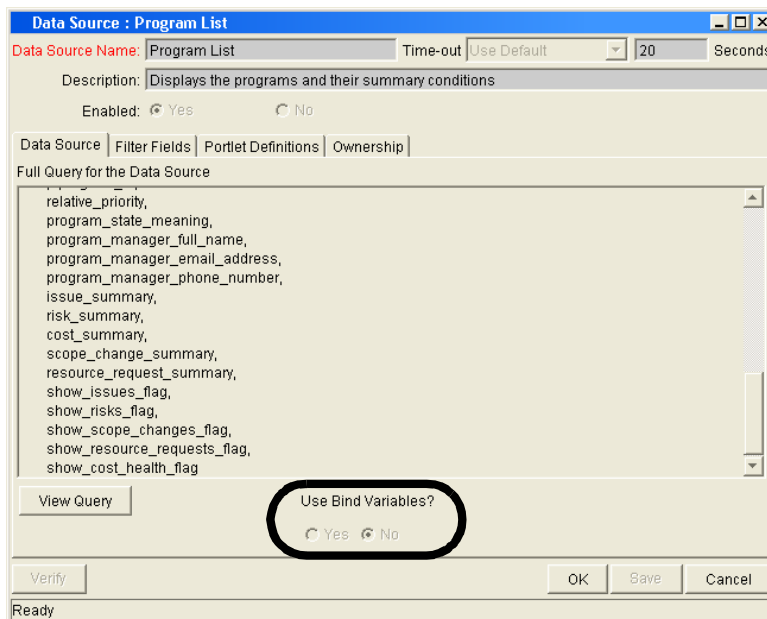 Data Source : Program List
Data Source Name: Program List Time-out Use Default 20 Seconds
Description: Displays the programs and their summary conditions
Enabled: Yes No
Data Source Filter Fields Portlet Definitions Ownership
Full Query for the Data Source
relative_priority,
program_state_meaning,
program_manager_full_name,
program_manager_email_address,
program_manager_phone_number,
issue_summary,
risk_summary,
cost_summary,
scope_change_summary,
resource_request_summary,
show_issues_flag,
show_risks_flag,
show_scope_changes_flag,
show_resource_requests_flag,
show_cost_health_flag
View Query Use Bind Variables?
Yes No
Verify OK Save Cancel
Ready